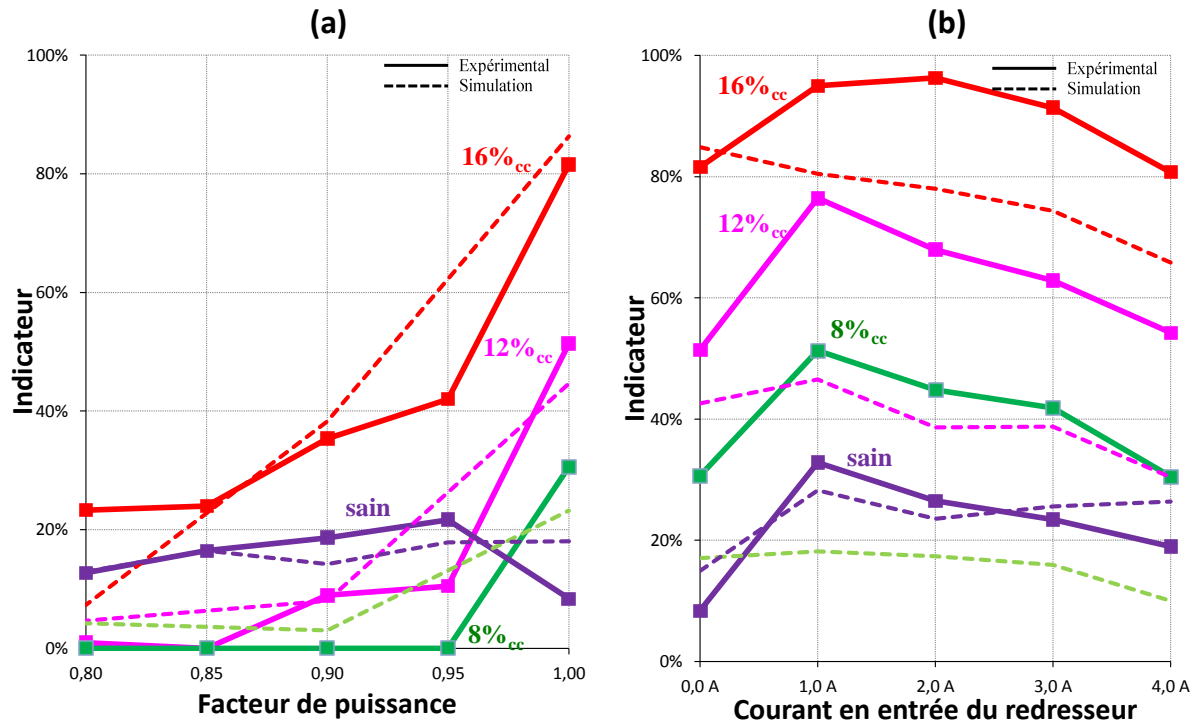 (a)
100%
80%
60%
40%
20%
0%
Indicateur
Expérimental
Simulation
16%cc
12%cc
sain
8%cc
0,80
0,85
0,90
0,95
1,00
Facteur de puissance
(b)
100%
80%
60%
40%
20%
0%
Indicateur
Expérimental
Simulation
16%cc
12%cc
8%cc
sain
0,0 A
1,0 A
2,0 A
3,0 A
4,0 A
Courant en entrée du redresseur